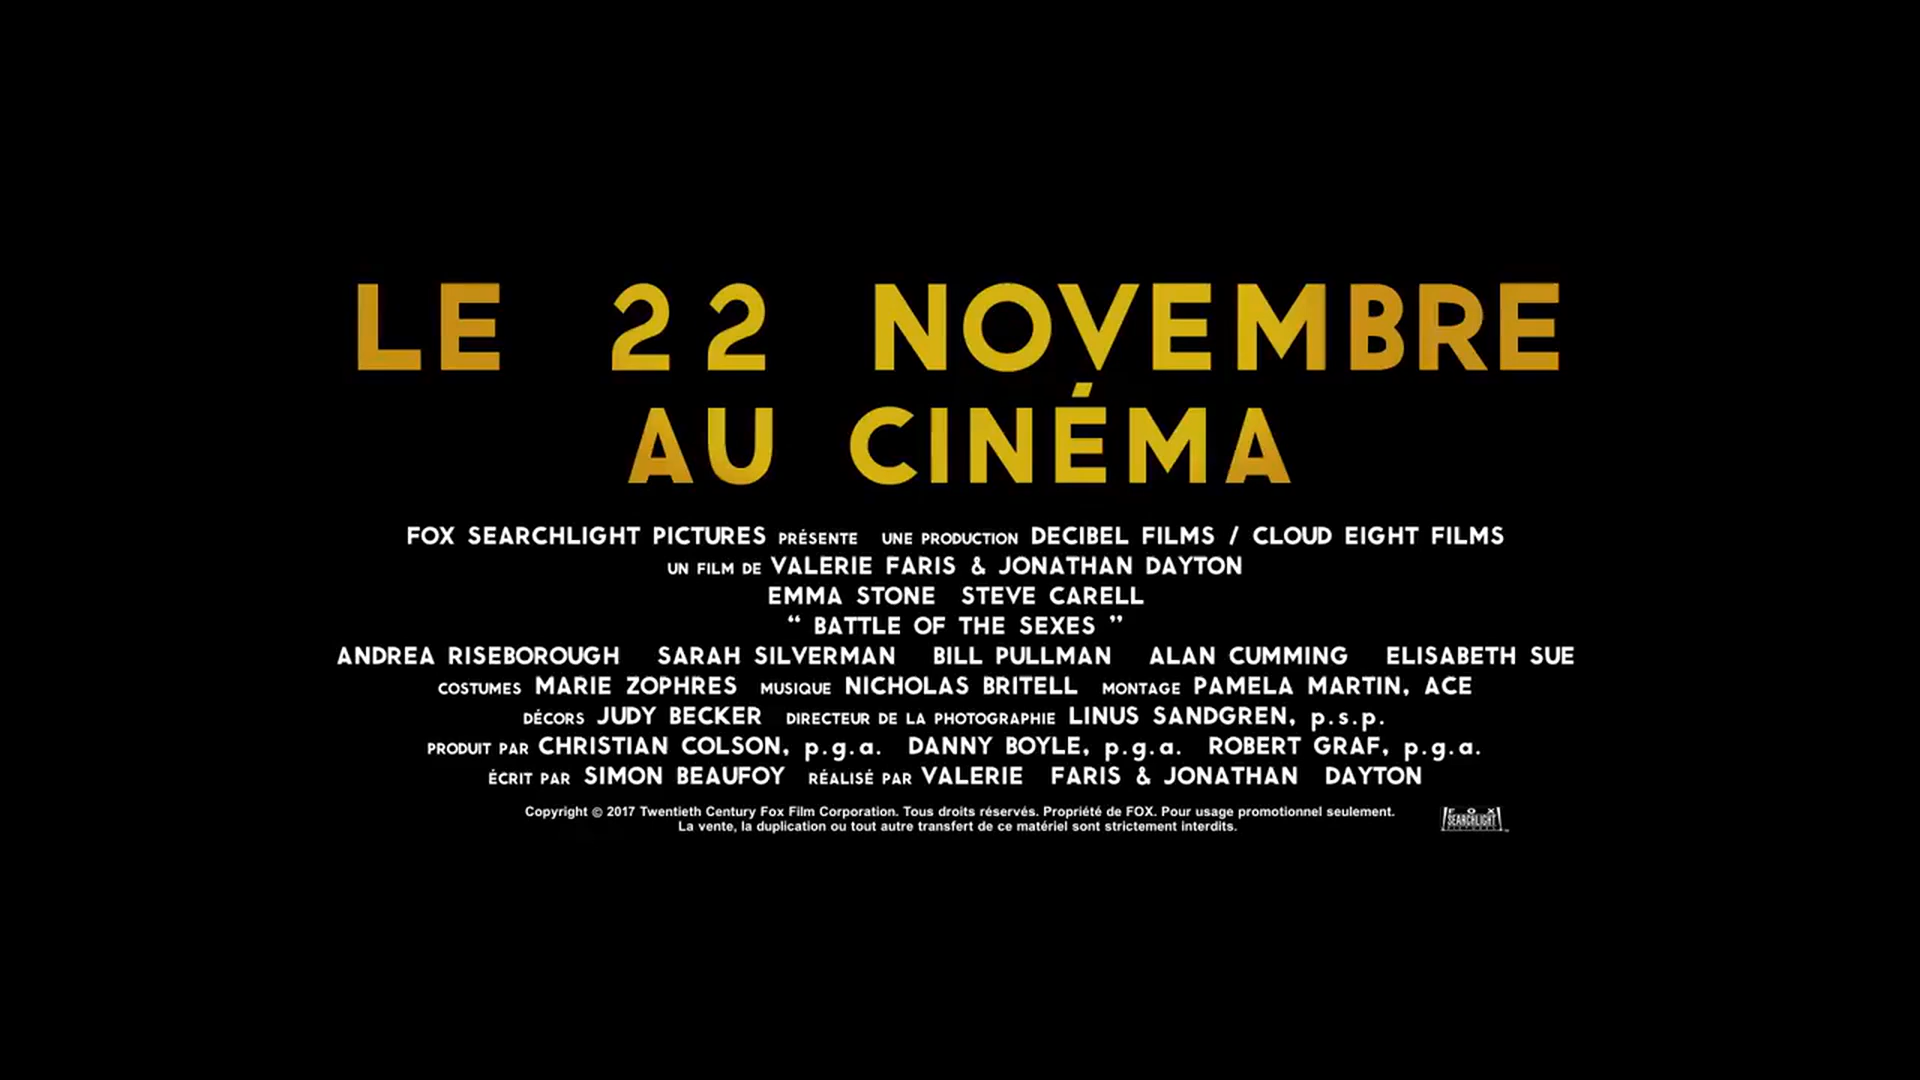 LE 22 NOVEMBRE
AU CINÉMA
FOX SEARCHLIGHT PICTURES PRÉSENTE UNE PRODUCTION DECIBEL FILMS / CLOUD EIGHT FILMS
UN FILM DE VALERIE FARIS & JONATHAN DAYTON
EMMA STONE STEVE CARELL
“ BATTLE OF THE SEXES ”
ANDREA RISEBOROUGH SARAH SILVERMAN BILL PULLMAN ALAN CUMMING ELISABETH SUE
COSTUMES MARIE ZOPHRES MUSIQUE NICHOLAS BRITELL MONTAGE PAMELA MARTIN, ACE
DÉCORS JUDY BECKER DIRECTEUR DE LA PHOTOGRAPHIE LINUS SANDGREN, p.s.p.
PRODUIT PAR CHRISTIAN COLSON, p.g.a. DANNY BOYLE, p.g.a. ROBERT GRAF, p.g.a.
ÉCRIT PAR SIMON BEAUFOY RÉALISÉ PAR VALERIE FARIS & JONATHAN DAYTON
Copyright © 2017 Twentieth Century Fox Film Corporation. Tous droits réservés. Propriété de FOX. Pour usage promotionnel seulement.
La vente, la duplication ou tout autre transfert de ce matériel sont strictement interdits.
FOX
SEARCHLIGHT